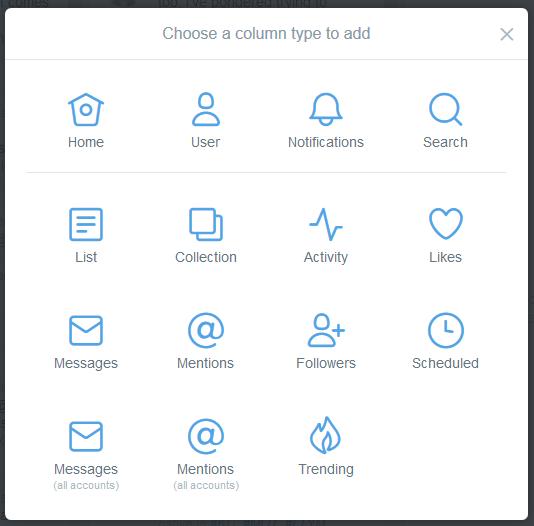 Choose a column type to add
Home User Notifications Search
List Collection Activity Likes
Messages Mentions Followers Scheduled
Messages Mentions Trending
(all accounts) (all accounts)